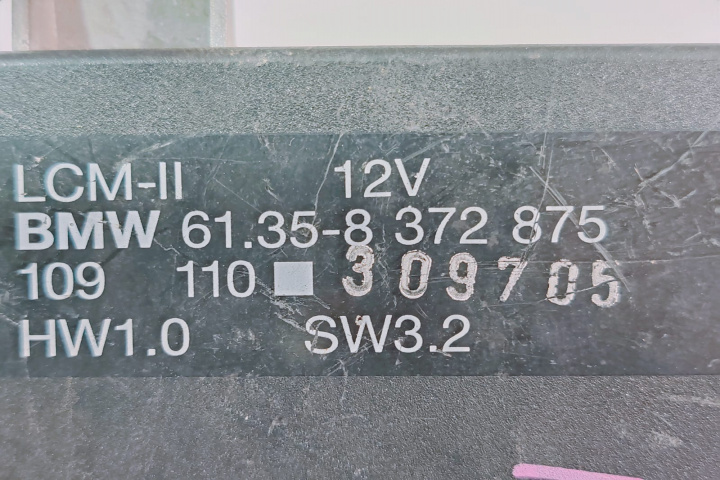 LCM-II 12V
BMW 61.35-8 372 875
109 110 309705
HW1.0 SW3.2